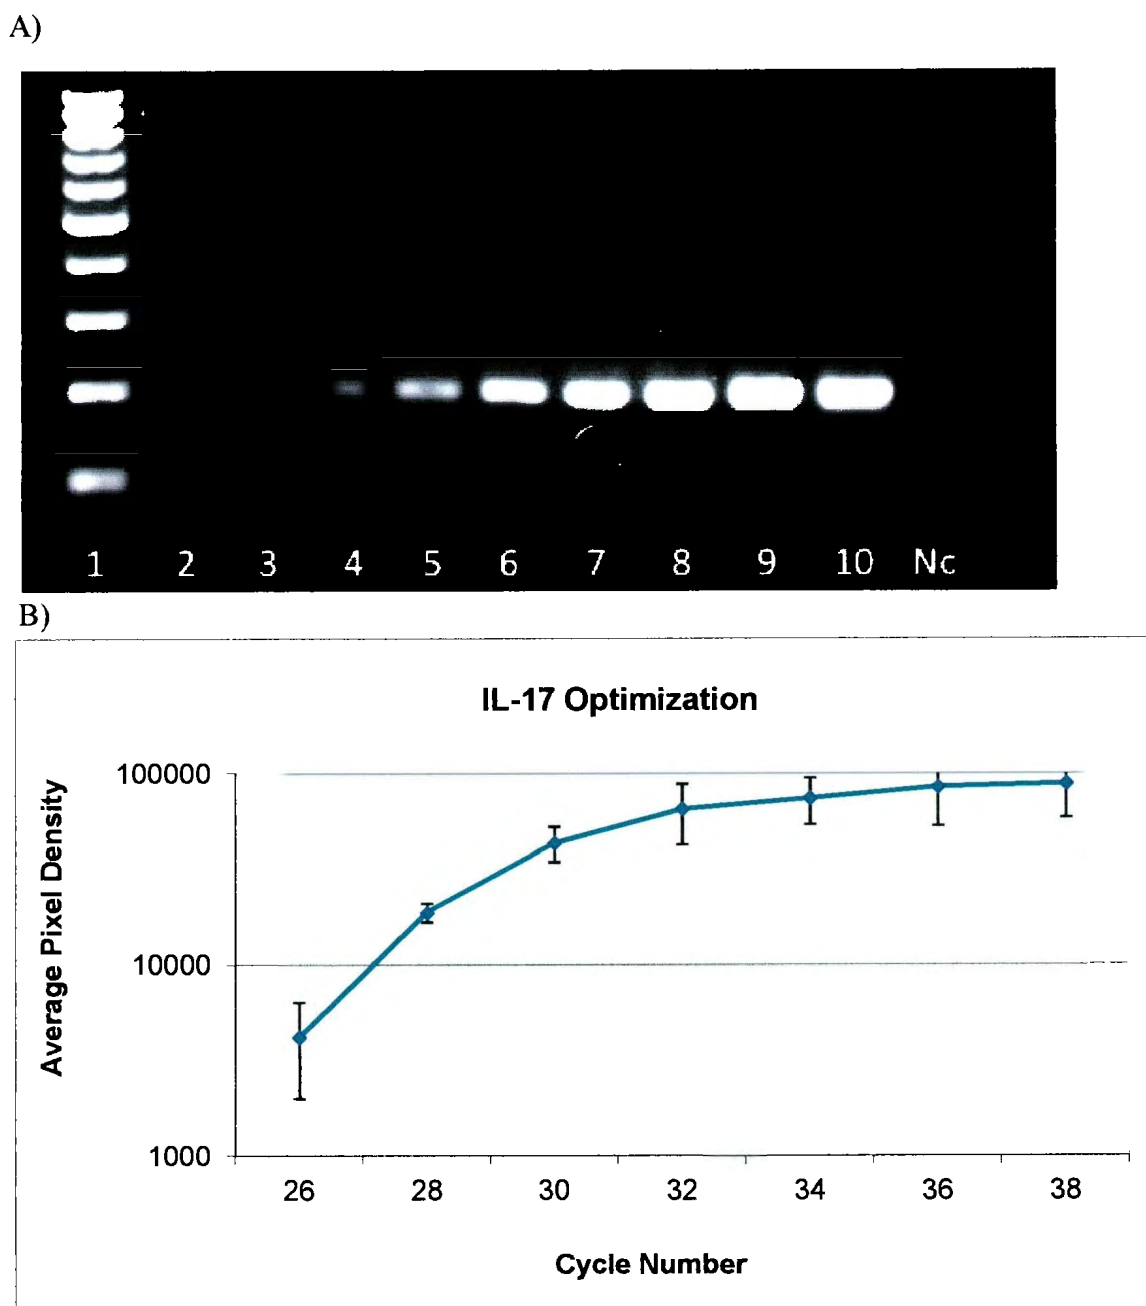 A)
1 2 3 4 5 6 7 8 9 10 Nc
B)
IL-17 Optimization
100000
10000
1000
Average Pixel Density
26 28 30 32 34 36 38
Cycle Number